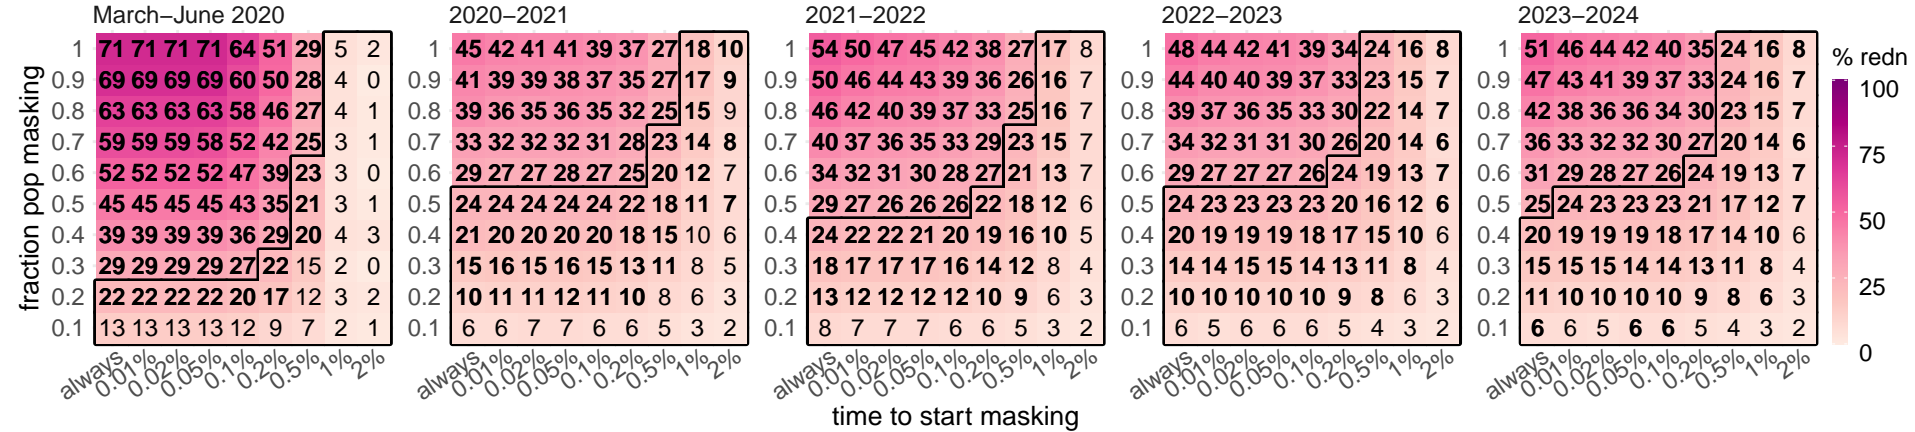 March−June 2020 2020−2021 2021−2022 2022−2023 2023−2024
1 71 71 71 71 64 51 29 5 2 1 45 42 41 41 39 37 27 18 10 1 54 50 47 45 42 38 27 17 8 1 48 44 42 41 39 34 24 16 8 1 51 46 44 42 40 35 24 16 8
% redn
0.9 69 69 69 69 60 50 28 4 0 0.9 41 39 39 38 37 35 27 17 9 0.9 50 46 44 43 39 36 26 16 7 0.9 44 40 40 39 37 33 23 15 7 0.9 47 43 41 39 37 33 24 16 7
100
0.8 63 63 63 63 58 46 27 4 1 0.8 39 36 35 36 35 32 25 15 9 0.8 46 42 40 39 37 33 25 16 7 0.8 39 37 36 35 33 30 22 14 7 0.8 42 38 36 36 34 30 23 15 7
0.7 59 59 59 58 52 42 25 3 1 0.7 33 32 32 32 31 28 23 14 8 0.7 40 37 36 35 33 29 23 15 7 0.7 34 32 31 31 30 26 20 14 6 0.7 36 33 32 32 30 27 20 14 6
75
0.6 52 52 52 52 47 39 23 3 0 0.6 29 27 27 28 27 25 20 12 7 0.6 34 32 31 30 28 27 21 13 7 0.6 29 27 27 27 26 24 19 13 7 0.6 31 29 28 27 26 24 19 13 7
0.5 45 45 45 45 43 35 21 3 1 0.5 24 24 24 24 24 22 18 11 7 0.5 29 27 26 26 26 22 18 12 6 0.5 24 23 23 23 23 20 16 12 6 0.5 25 24 23 23 23 21 17 12 7
50
0.4 39 39 39 39 36 29 20 4 3 0.4 21 20 20 20 20 18 15 10 6 0.4 24 22 22 21 20 19 16 10 5 0.4 20 19 19 19 18 17 15 10 6 0.4 20 19 19 19 18 17 14 10 6
0.3 29 29 29 29 27 22 15 2 0 0.3 15 16 15 16 15 13 11 8 5 0.3 18 17 17 17 16 14 12 8 4 0.3 14 14 15 15 14 13 11 8 4 0.3 15 15 15 14 14 13 11 8 4
25
0.2 22 22 22 22 20 17 12 3 2 0.2 10 11 11 12 11 10 8 6 3 0.2 13 12 12 12 12 10 9 6 3 0.2 10 10 10 10 10 9 8 6 3 0.2 11 10 10 10 10 9 8 6 3
0.1 13 13 13 13 12 9 7 2 1 0.1 6 6 7 7 6 6 5 3 2 0.1 8 7 7 7 6 6 5 3 2 0.1 6 5 6 6 6 5 4 3 2 0.1 6 6 5 6 6 5 4 3 2
0
always 0.01% 0.02% 0.05% 0.1% 0.2% 0.5% 1% 2% always 0.01% 0.02% 0.05% 0.1% 0.2% 0.5% 1% 2% always 0.01% 0.02% 0.05% 0.1% 0.2% 0.5% 1% 2% always 0.01% 0.02% 0.05% 0.1% 0.2% 0.5% 1% 2% always 0.01% 0.02% 0.05% 0.1% 0.2% 0.5% 1% 2%
time to start masking
fraction pop masking